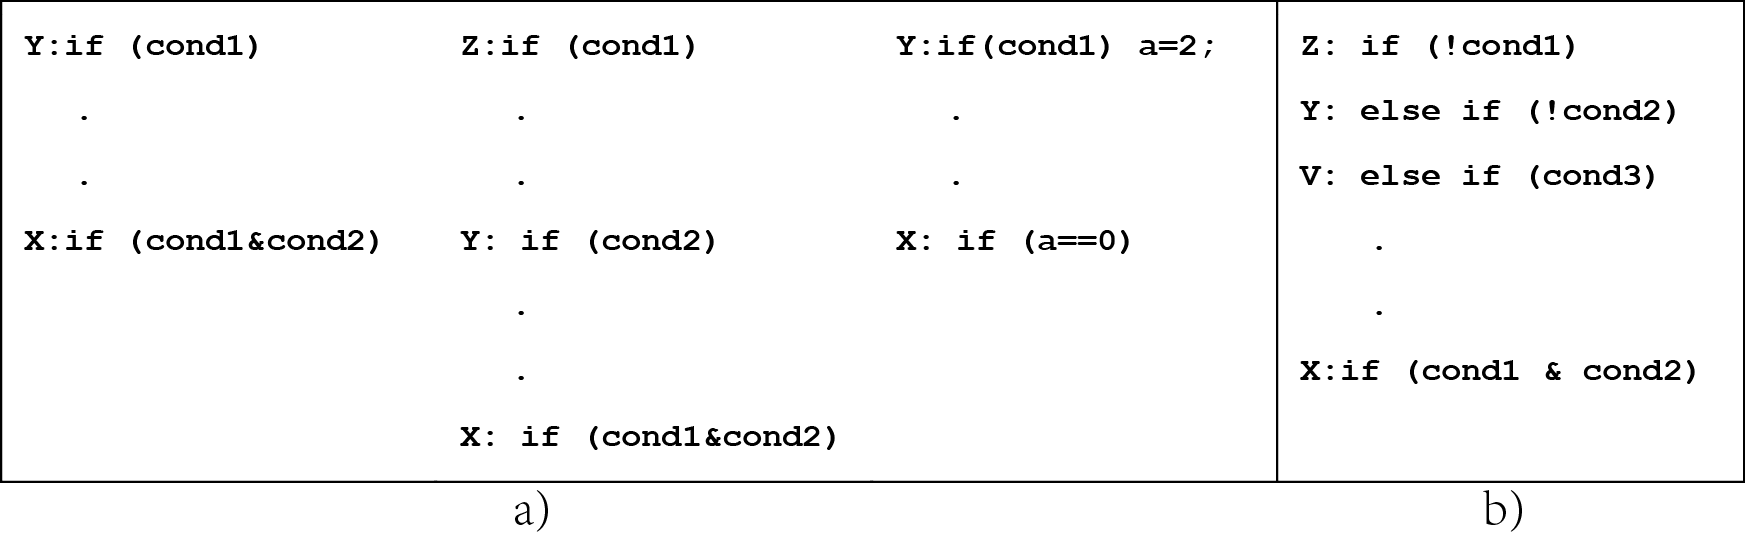 Y:if (cond1)
.
.
X:if (cond1&cond2)
Z:if (cond1)
.
.
Y: if (cond2)
.
.
X: if (cond1&cond2)
Y:if(cond1) a=2;
.
.
X: if (a==0)
a)
Z: if (!cond1)
Y: else if (!cond2)
V: else if (cond3)
.
.
X:if (cond1 & cond2)
b)